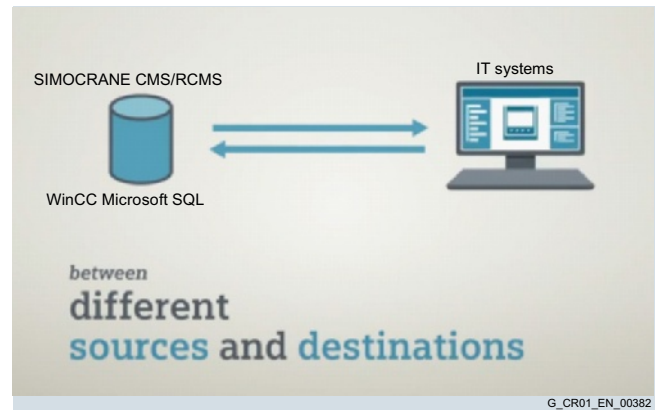 SIMOCRANE CMS/RCMS
IT systems
WinCC Microsoft SQL
between
different
sources and destinations
G_CR01_EN_00382